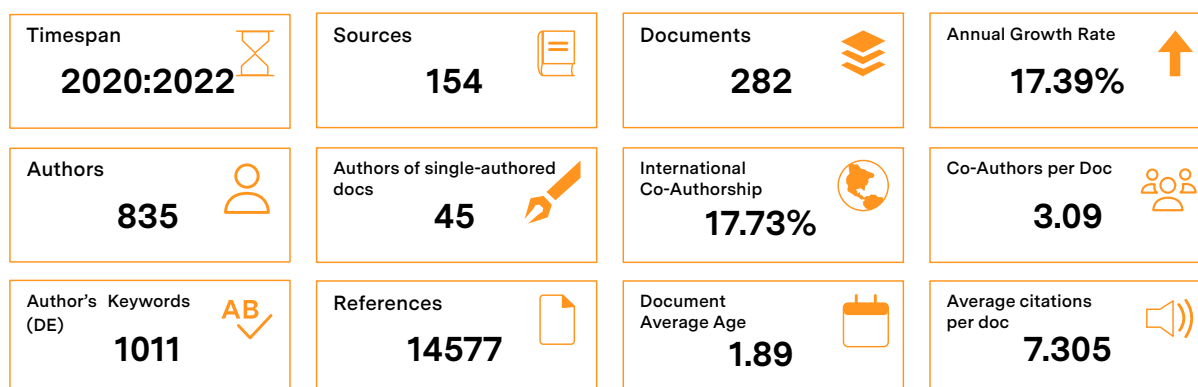 Timespan
2020:2022
Sources
154
Documents
282
Annual Growth Rate
17.39%
Authors
835
Authors of single-authored
docs
45
International
Co-Authorship
17.73%
Co-Authors per Doc
3.09
Author's Keywords
(DE)
AB
1011
References
14577
Document
Average Age
1.89
Average citations
per doc
7.305